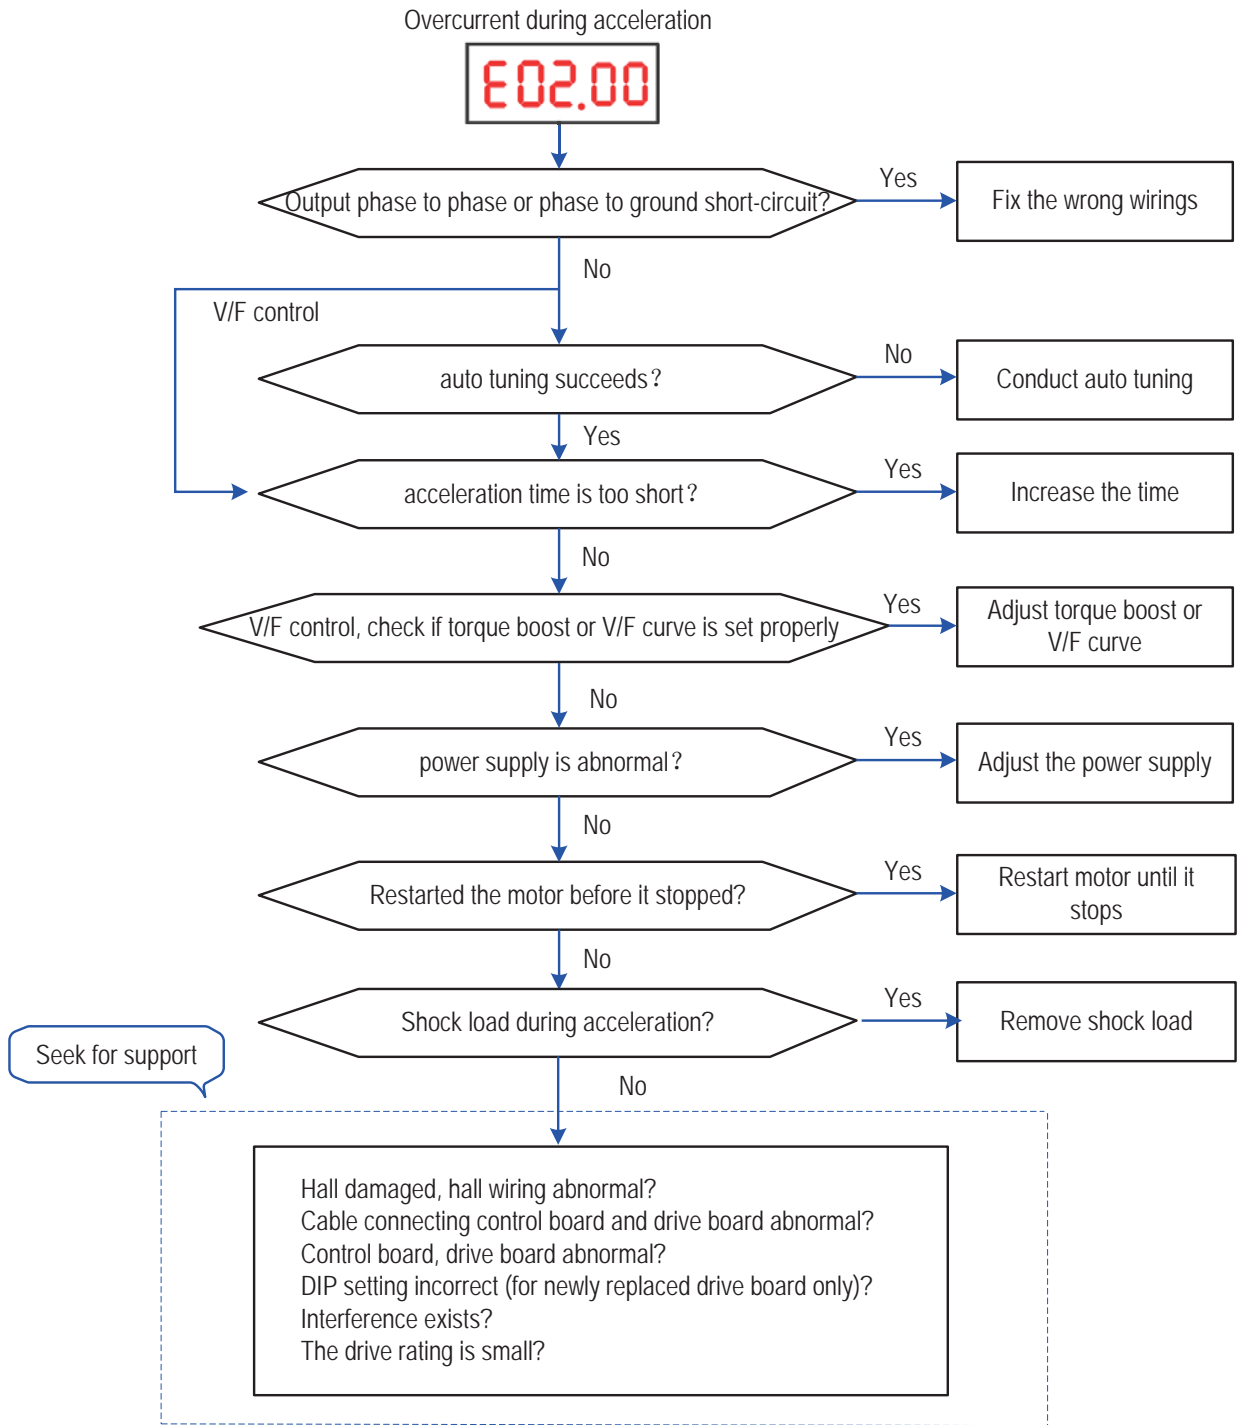 Overcurrent during acceleration
E02.00
Output phase to phase or phase to ground short-circuit?
Yes
Fix the wrong wirings
No
V/F control
auto tuning succeeds?
No
Conduct auto tuning
Yes
acceleration time is too short?
Yes
Increase the time
No
V/F control, check if torque boost or V/F curve is set properly
Yes
Adjust torque boost or
V/F curve
No
power supply is abnormal?
Yes
Adjust the power supply
No
Restarted the motor before it stopped?
Yes
Restart motor until it
stops
No
Shock load during acceleration?
Yes
Remove shock load
Seek for support
No
Hall damaged, hall wiring abnormal?
Cable connecting control board and drive board abnormal?
Control board, drive board abnormal?
DIP setting incorrect (for newly replaced drive board only)?
Interference exists?
The drive rating is small?